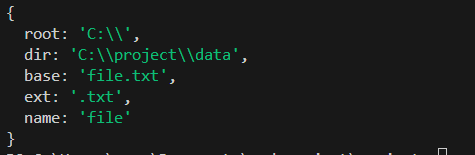 {
  root: 'C:\\',
  dir: 'C:\\project\\data',
  base: 'file.txt',
  ext: '.txt',
  name: 'file'
}